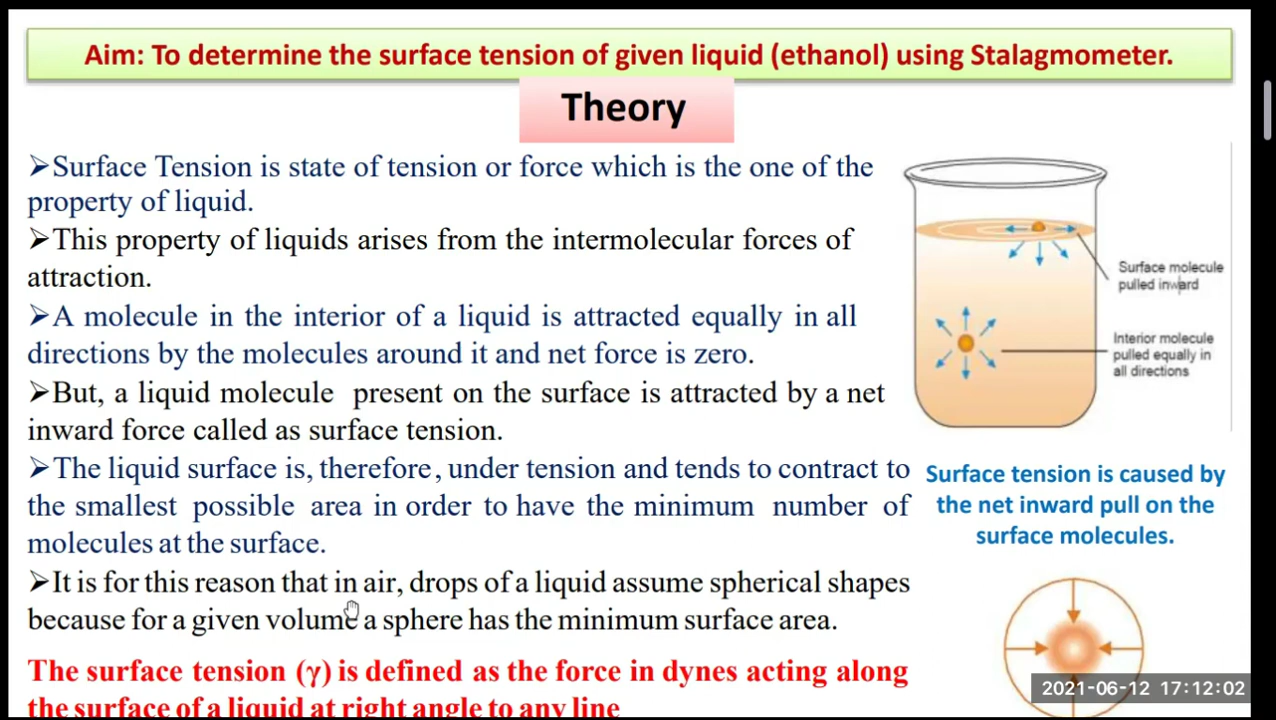 Aim: To determine the surface tension of given liquid (ethanol) using Stalagmometer.
Theory
➢Surface Tension is state of tension or force which is the one of the
property of liquid.
➢This property of liquids arises from the intermolecular forces of
attraction.
➢A molecule in the interior of a liquid is attracted equally in all
directions by the molecules around it and net force is zero.
➢But, a liquid molecule present on the surface is attracted by a net
inward force called as surface tension.
➢The liquid surface is, therefore, under tension and tends to contract to
the smallest possible area in order to have the minimum number of
molecules at the surface.
➢It is for this reason that in air, drops of a liquid assume spherical shapes
because for a given volume a sphere has the minimum surface area.
The surface tension (γ) is defined as the force in dynes acting along
the surface of a liquid at right angle to any line
Surface molecule
pulled inward
Interior molecule
pulled equally in
all directions
Surface tension is caused by
the net inward pull on the
surface molecules.
2021-06-12 17:12:02